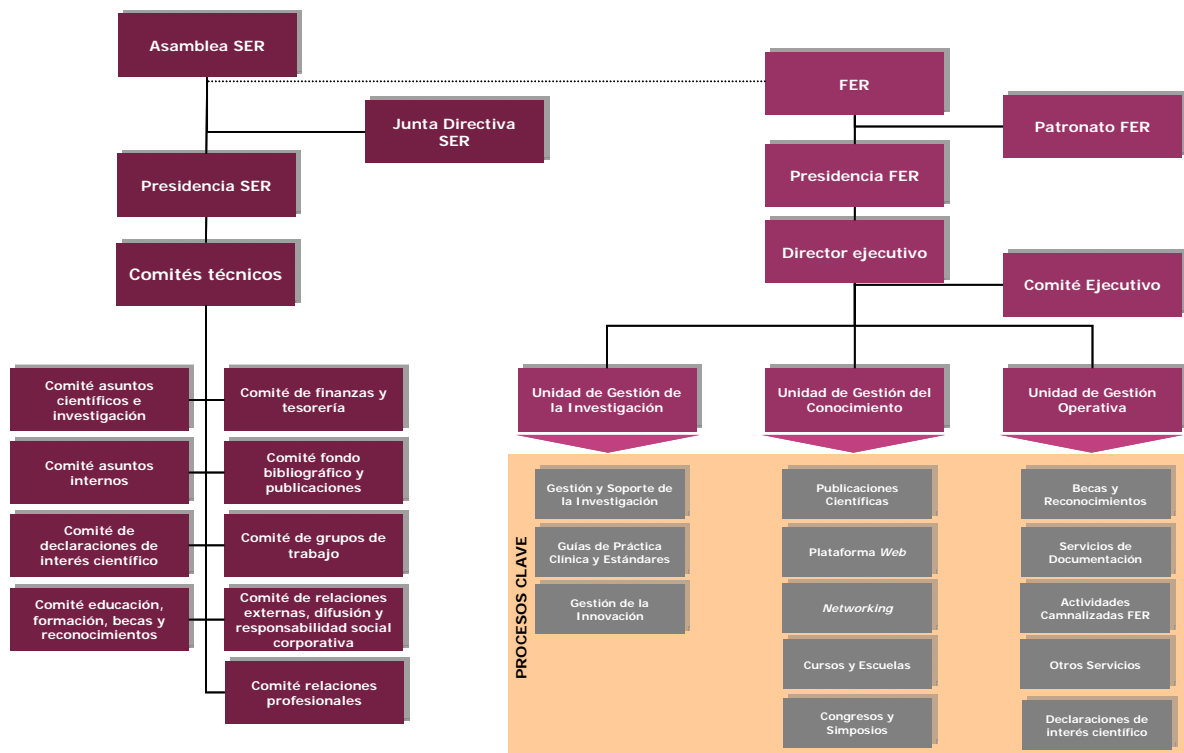 Asamblea SER
Junta Directiva
SER
Presidencia SER
Comités técnicos
Comité asuntos
científicos e
investigación
Comité de finanzas y
tesorería
Comité asuntos
internos
Comité fondo
bibliográfico y
publicaciones
Comité de
declaraciones de
interés científico
Comité de grupos de
trabajo
Comité educación,
formación, becas y
reconocimientos
Comité de relaciones
externas, difusión y
responsabilidad social
corporativa
Comité relaciones
profesionales
FER
Patronato FER
Presidencia FER
Director ejecutivo
Comité Ejecutivo
Unidad de Gestión de
la Investigación
Unidad de Gestión del
Conocimiento
Unidad de Gestión
Operativa
PROCESOS CLAVE
Gestión y Soporte de
la Investigación
Guías de Práctica
Clínica y Estándares
Gestión de la
Innovación
Publicaciones
Científicas
Plataforma Web
Networking
Cursos y Escuelas
Congresos y
Simposios
Becas y
Reconocimientos
Servicios de
Documentación
Actividades
Camnalizadas FER
Otros Servicios
Declaraciones de
interés científico